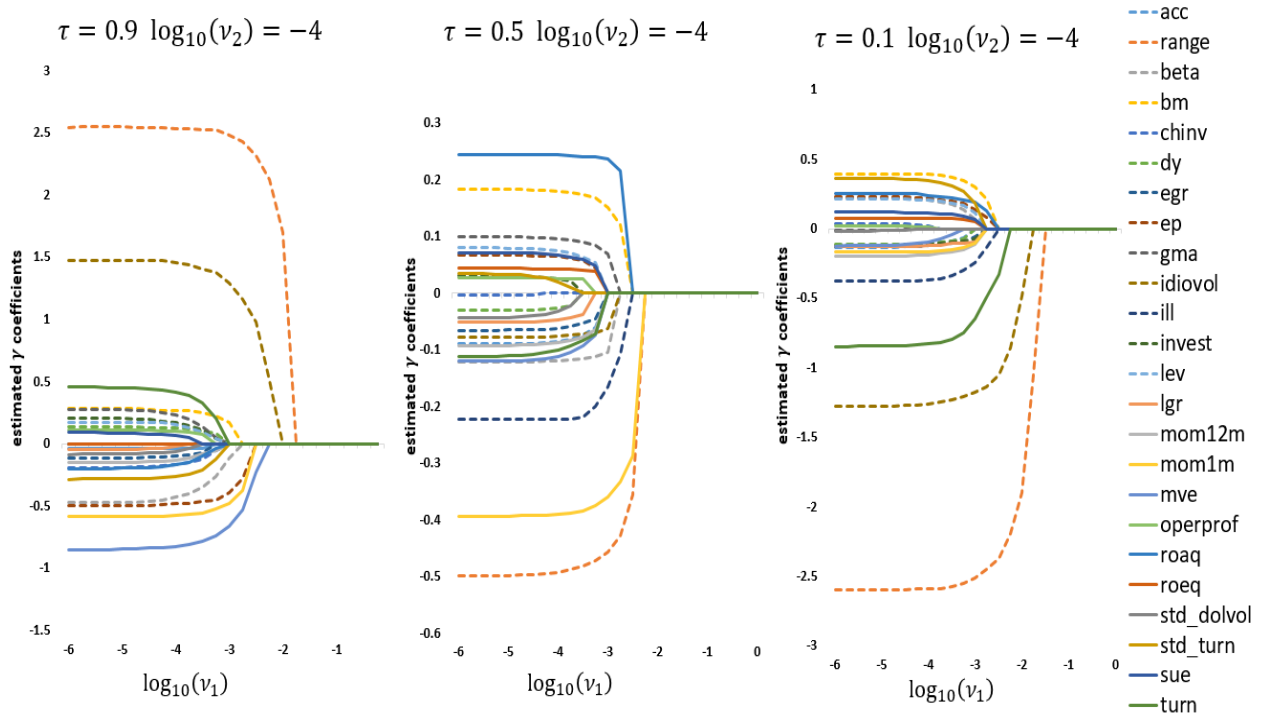 τ = 0.9 log₁₀(ν₂) = −4
3
2.5
2
1.5
1
0.5
0
-0.5
-1
-1.5
estimated γ coefficients
-6 -5 -4 -3 -2 -1
log₁₀(ν₁)
τ = 0.5 log₁₀(ν₂) = −4
0.3
0.2
0.1
0
-0.1
-0.2
-0.3
-0.4
-0.5
-0.6
estimated γ coefficients
-6 -5 -4 -3 -2 -1 0
log₁₀(ν₁)
τ = 0.1 log₁₀(ν₂) = −4
1
0.5
0
-0.5
-1
-1.5
-2
-2.5
-3
estimated γ coefficients
-6 -5 -4 -3 -2 -1 0
log₁₀(ν₁)
acc
range
beta
bm
chinv
dy
egr
ep
gma
idiovol
ill
invest
lev
lgr
mom12m
mom1m
mve
operprof
roaq
roeq
std_dolvol
std_turn
sue
turn